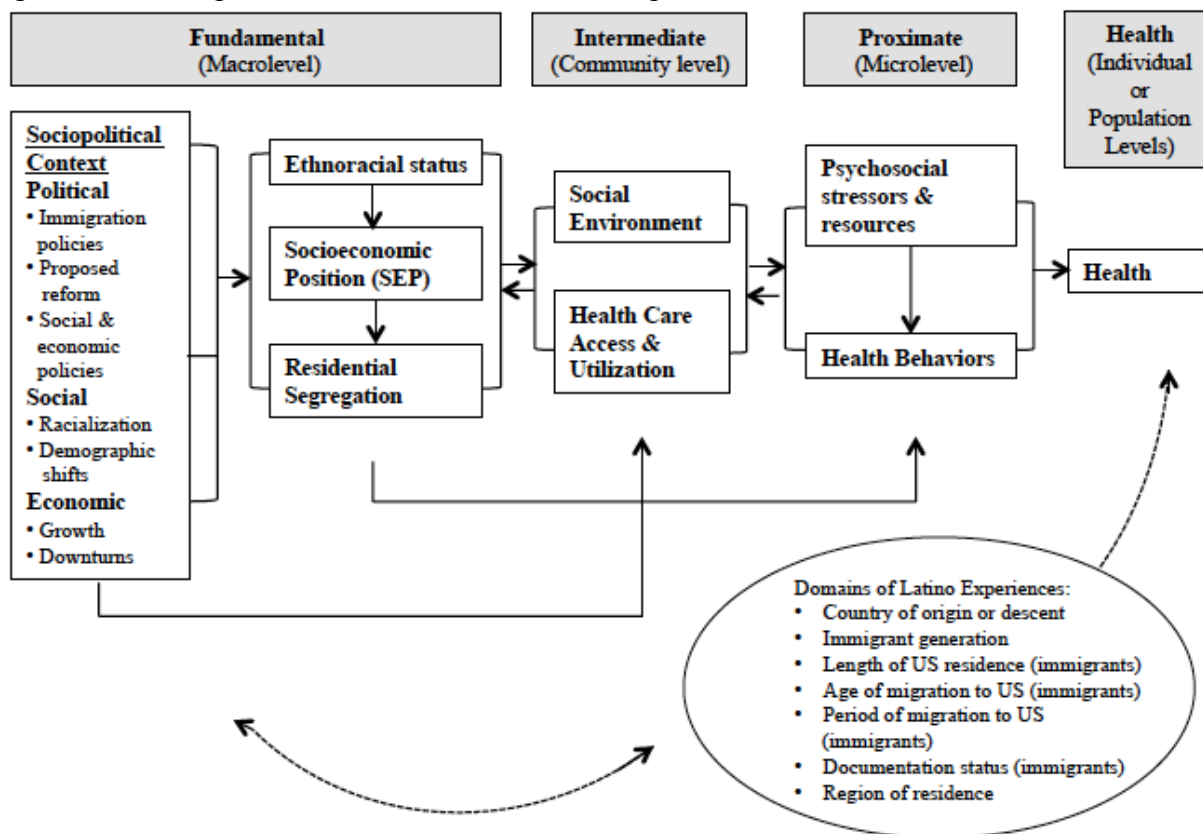 Fundamental
(Macrolevel)
Intermediate
(Community level)
Proximate
(Microlevel)
Health
(Individual
or
Population
Levels)
Sociopolitical
Context
Political
• Immigration
policies
• Proposed
reform
• Social &
economic
policies
Social
• Racialization
• Demographic
shifts
Economic
• Growth
• Downturns
Ethnoracial status
Socioeconomic
Position (SEP)
Residential
Segregation
Social
Environment
Health Care
Access &
Utilization
Psychosocial
stressors &
resources
Health Behaviors
Health
Domains of Latino Experiences:
• Country of origin or descent
• Immigrant generation
• Length of US residence (immigrants)
• Age of migration to US (immigrants)
• Period of migration to US
(immigrants)
• Documentation status (immigrants)
• Region of residence